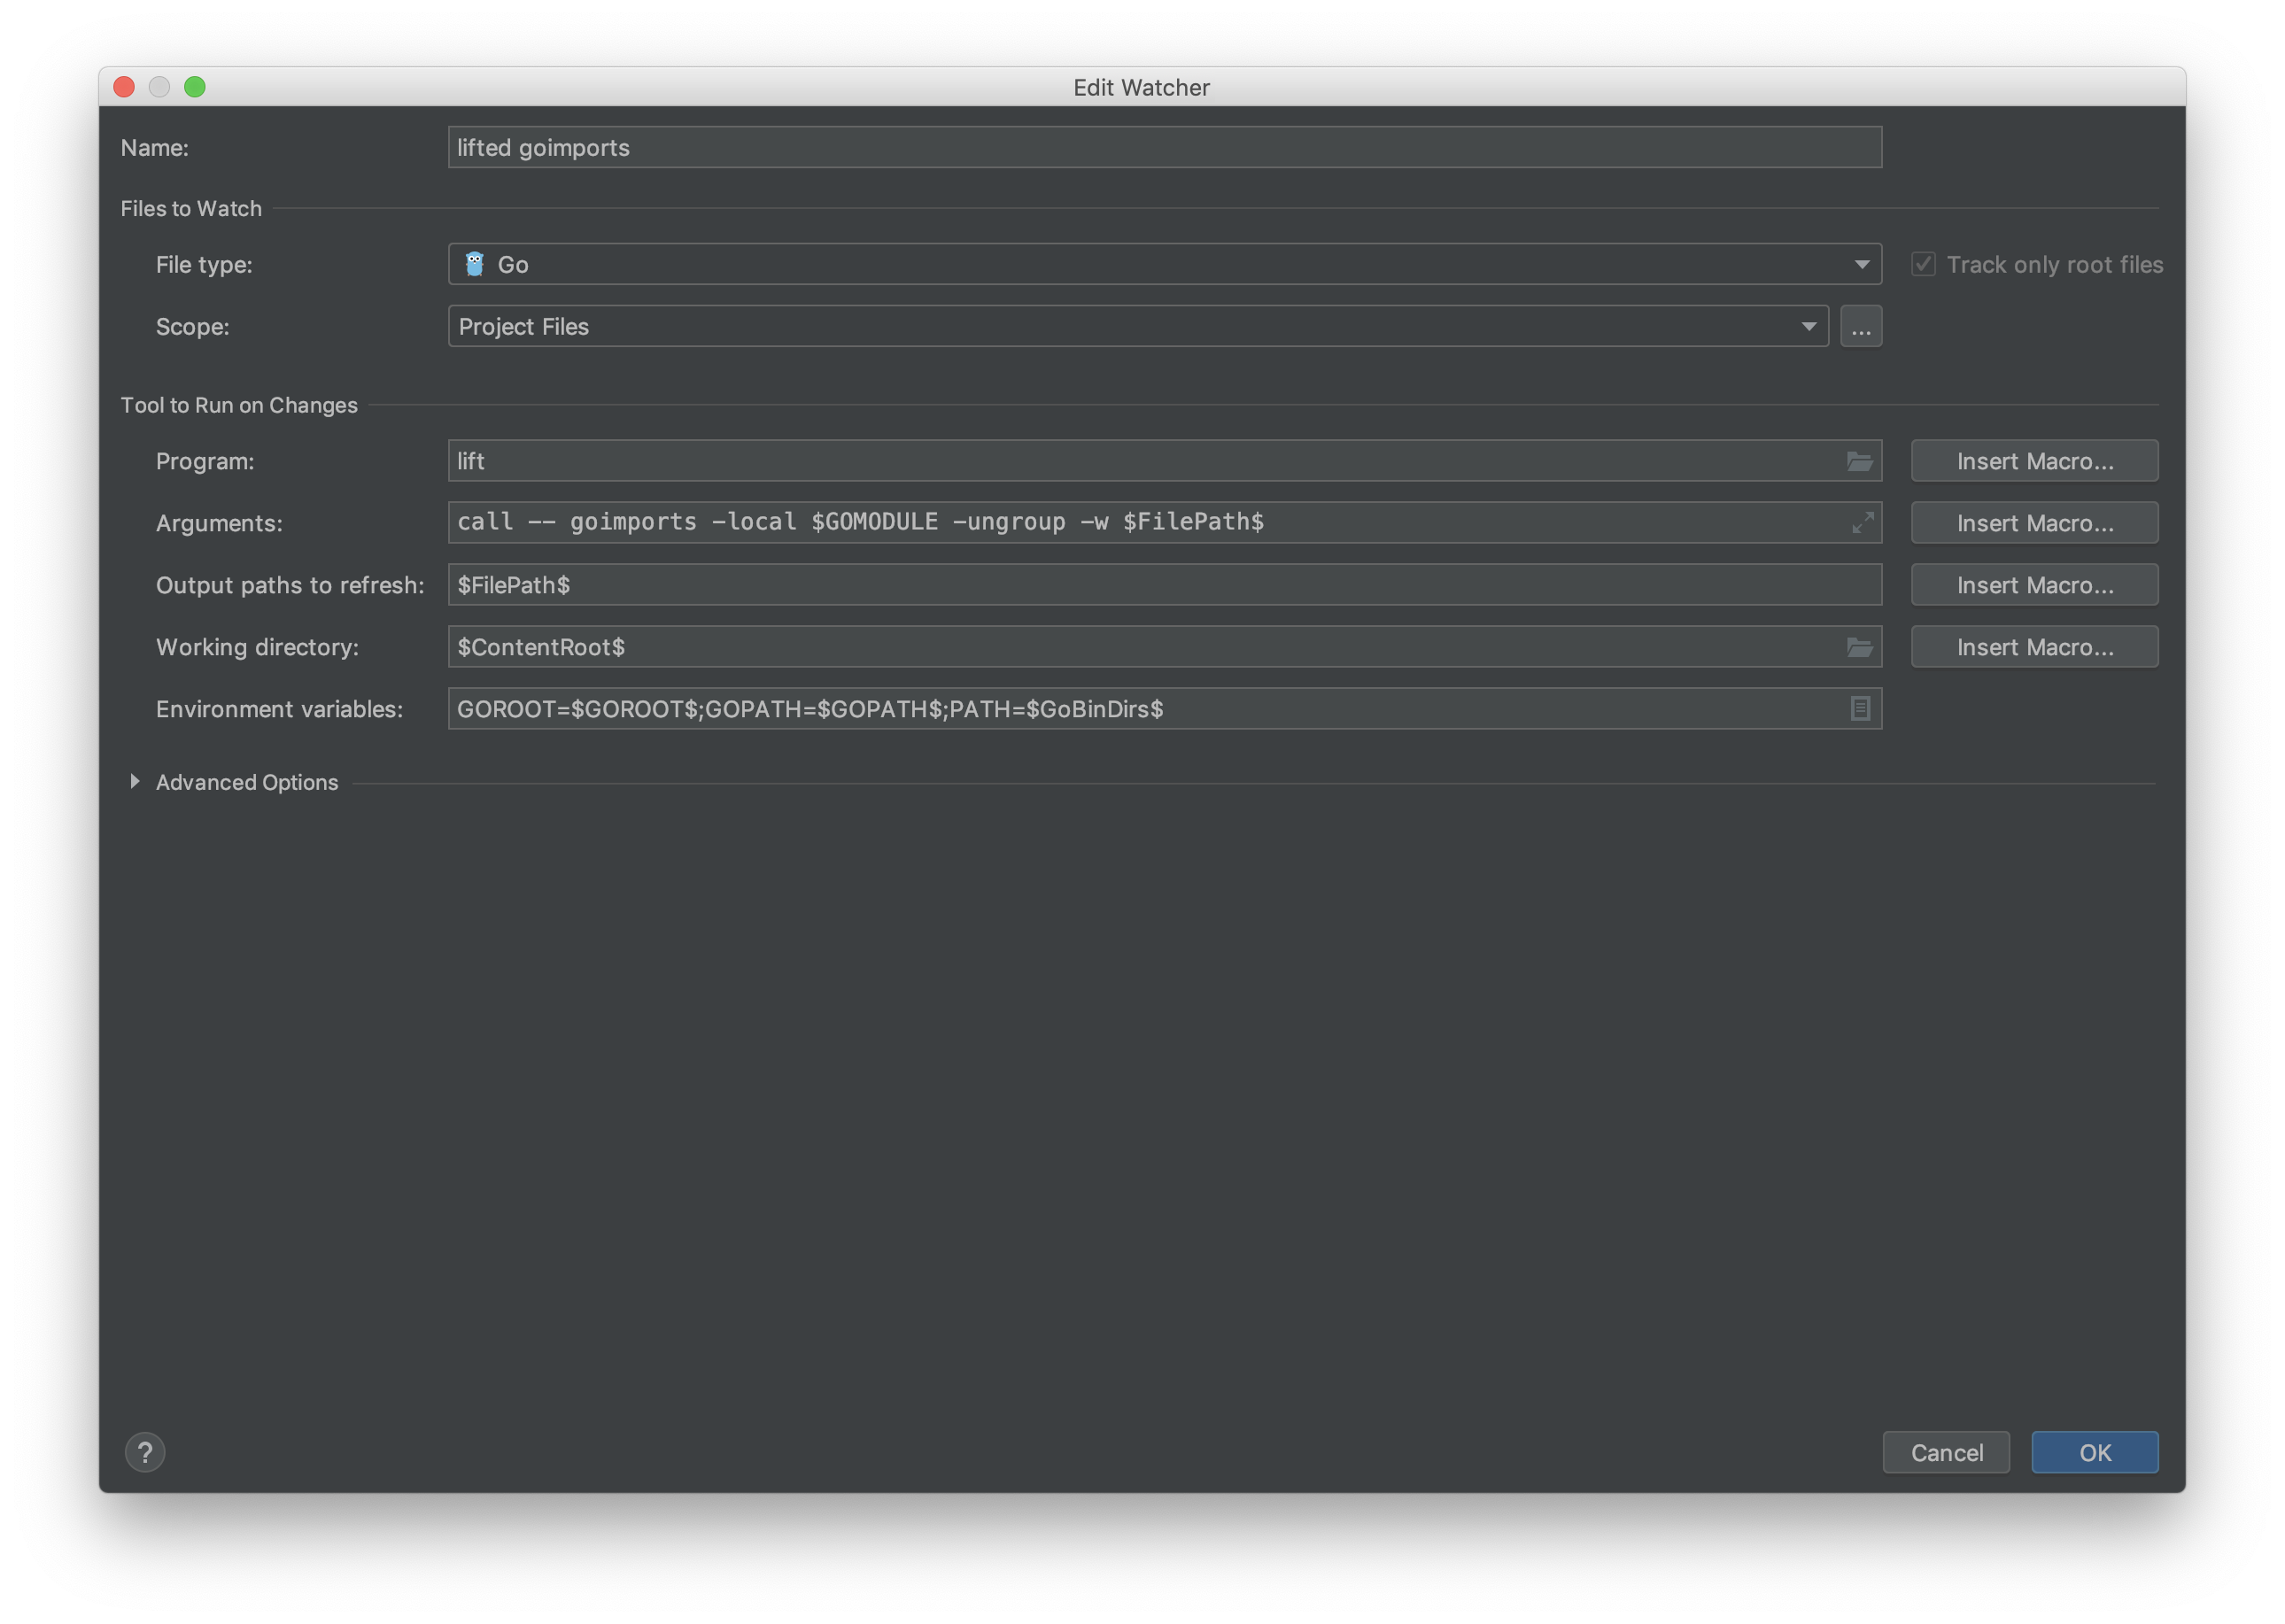 Edit Watcher
Name: lifted goimports
Files to Watch
File type: Go Track only root files
Scope: Project Files ...
Tool to Run on Changes
Program: lift Insert Macro...
Arguments: call -- goimports -local $GOMODULE -ungroup -w $FilePath$ Insert Macro...
Output paths to refresh: $FilePath$ Insert Macro...
Working directory: $ContentRoot$ Insert Macro...
Environment variables: GOROOT=$GOROOT$;GOPATH=$GOPATH$;PATH=$GoBinDirs$
Advanced Options
? Cancel OK